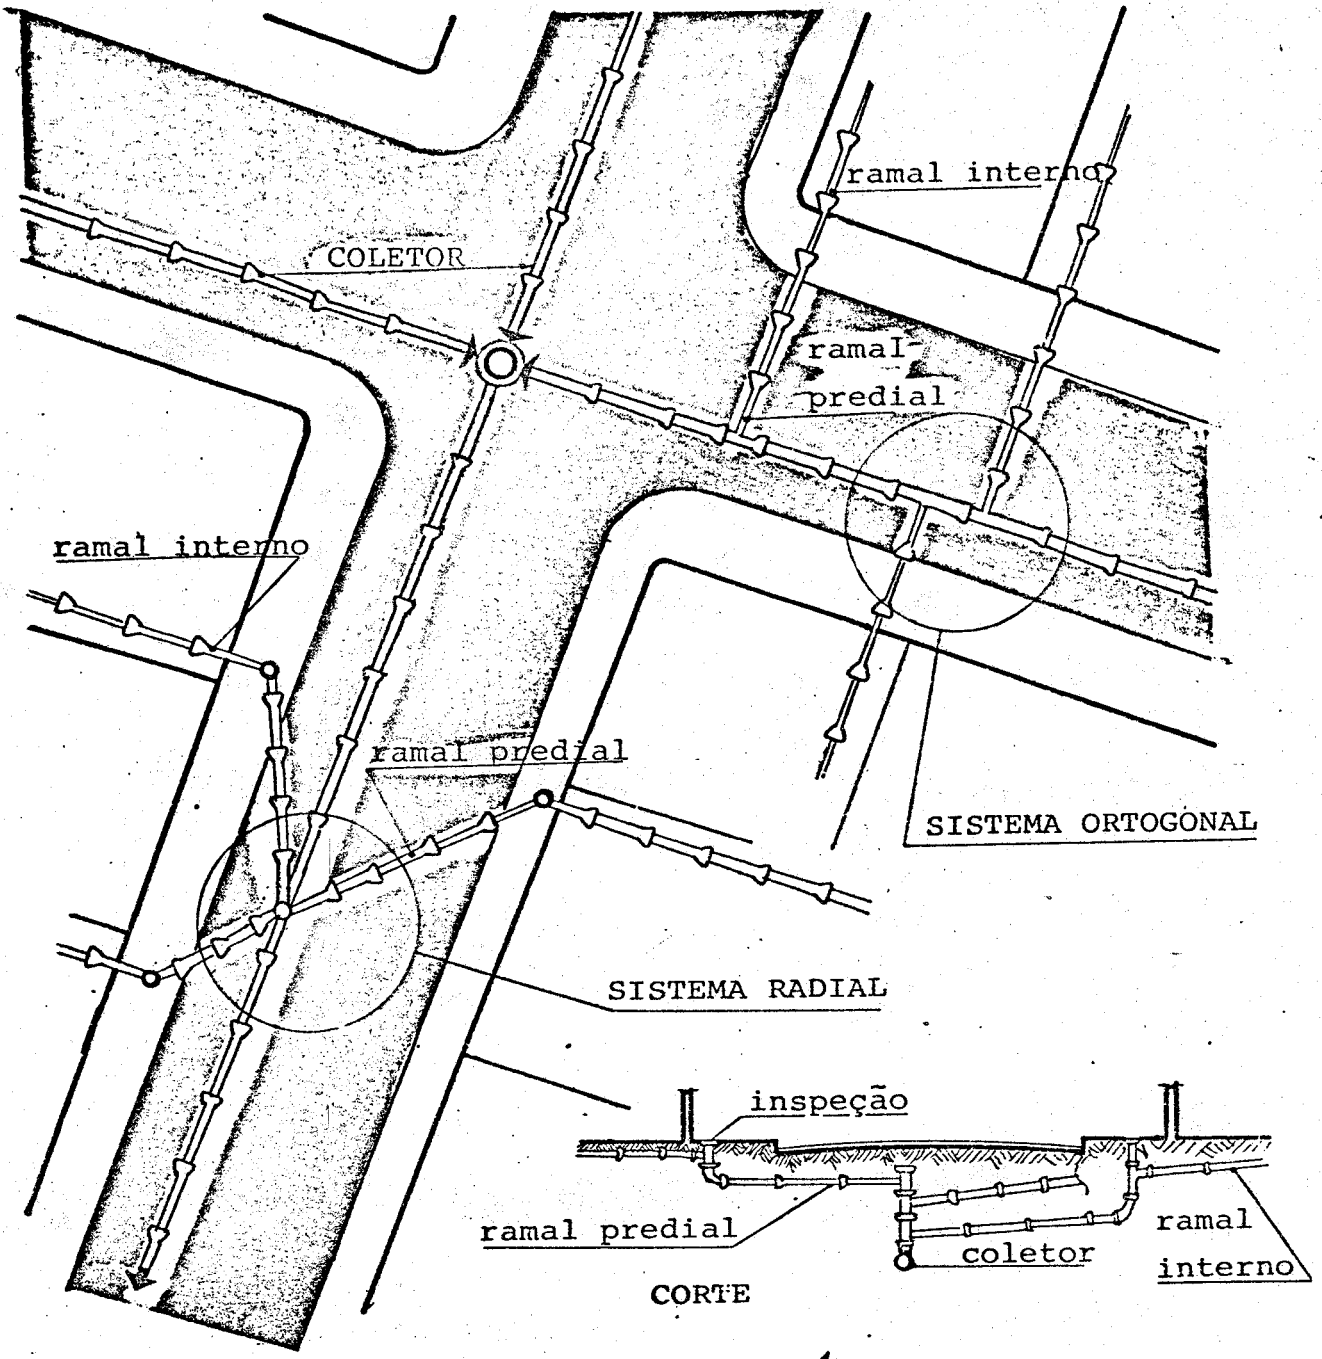 ramal interno
COLETOR
ramal
predial
ramal interno
ramal predial
SISTEMA ORTOGONAL
SISTEMA RADIAL
inspeção
ramal predial
ramal
coletor
interno
CORTE